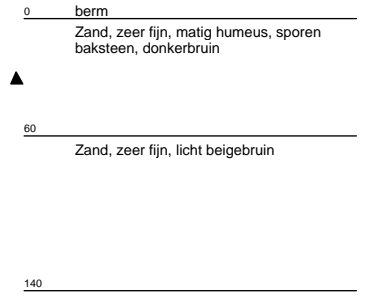 0 berm
Zand, zeer fijn, matig humeus, sporen
baksteen, donkerbruin
60
Zand, zeer fijn, licht beigebruin
140